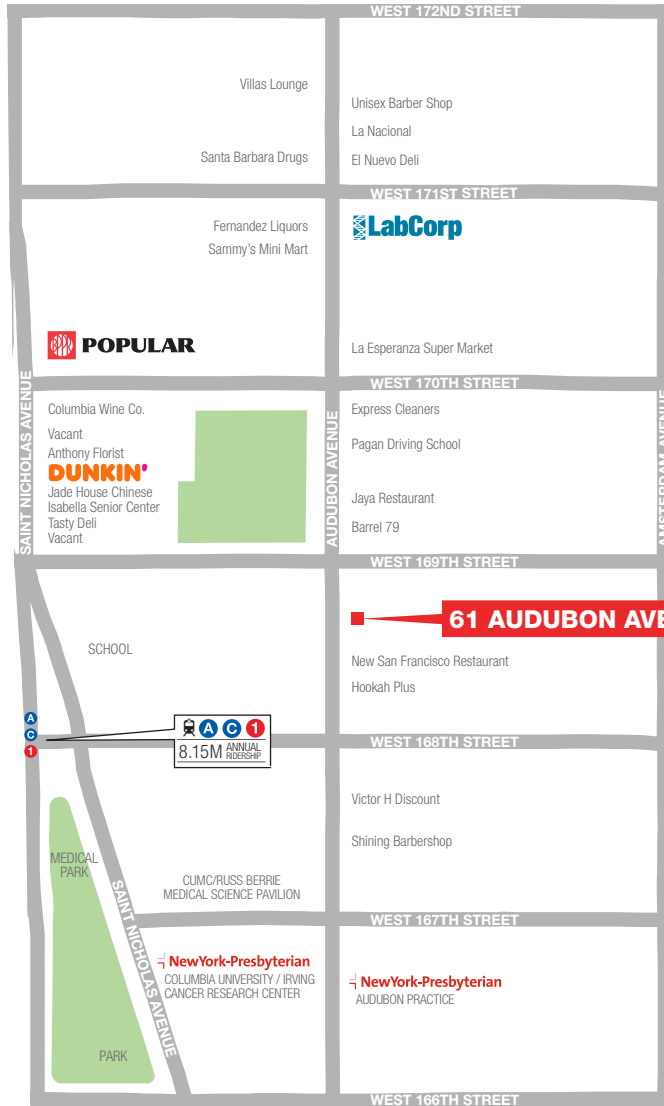 WEST 172ND STREET
Villas Lounge
Unisex Barber Shop
La Nacional
Santa Barbara Drugs
El Nuevo Deli
WEST 171ST STREET
Fernandez Liquors
LabCorp
Sammy's Mini Mart
POPULAR
La Esperanza Super Market
WEST 170TH STREET
SAINT NICHOLAS AVENUE
AUDUBON AVENUE
AMSTERDAM AVENUE
Columbia Wine Co.
Vacant
Anthony Florist
DUNKIN'
Jade House Chinese
Isabella Senior Center
Tasty Deli
Vacant
Express Cleaners
Pagan Driving School
Jaya Restaurant
Barrel 79
WEST 169TH STREET
61 AUDUBON AVE
SCHOOL
New San Francisco Restaurant
Hookah Plus
A
C
1
A C 1
8.15M ANNUAL
RIDERSHIP
WEST 168TH STREET
Victor H Discount
Shining Barbershop
MEDICAL
PARK
CUMC/RUSS BERRIE
MEDICAL SCIENCE PAVILION
SAINT NICHOLAS AVENUE
WEST 167TH STREET
NewYork-Presbyterian
COLUMBIA UNIVERSITY / IRVING
CANCER RESEARCH CENTER
NewYork-Presbyterian
AUDUBON PRACTICE
PARK
WEST 166TH STREET